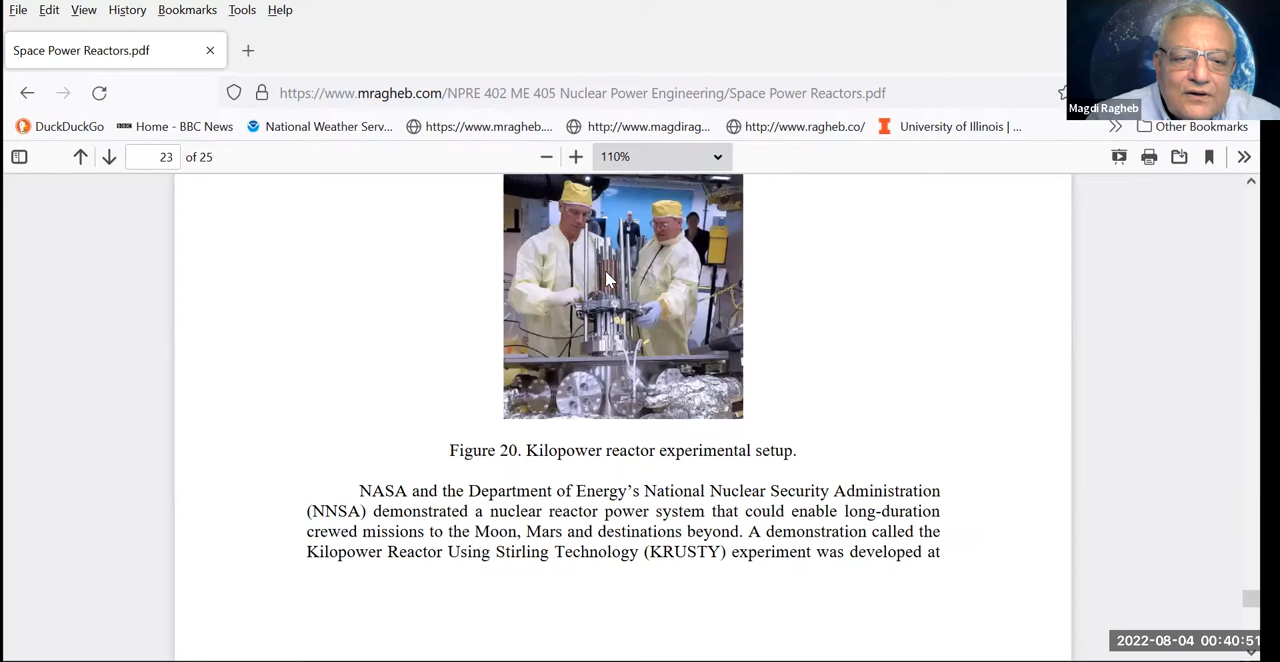 File Edit View History Bookmarks Tools Help
Space Power Reactors.pdf
https://www.mragheb.com/NPRE 402 ME 405 Nuclear Power Engineering/Space Power Reactors.pdf
Magdi Ragheb
DuckDuckGo BBC Home - BBC News National Weather Serv... https://www.mragheb.... http://www.magdirag... http://www.ragheb.co/ I University of Illinois | ... Other Bookmarks
23 of 25 110%
Figure 20. Kilopower reactor experimental setup.
NASA and the Department of Energy's National Nuclear Security Administration
(NNSA) demonstrated a nuclear reactor power system that could enable long-duration
crewed missions to the Moon, Mars and destinations beyond. A demonstration called the
Kilopower Reactor Using Stirling Technology (KRUSTY) experiment was developed at
2022-08-04 00:40:51